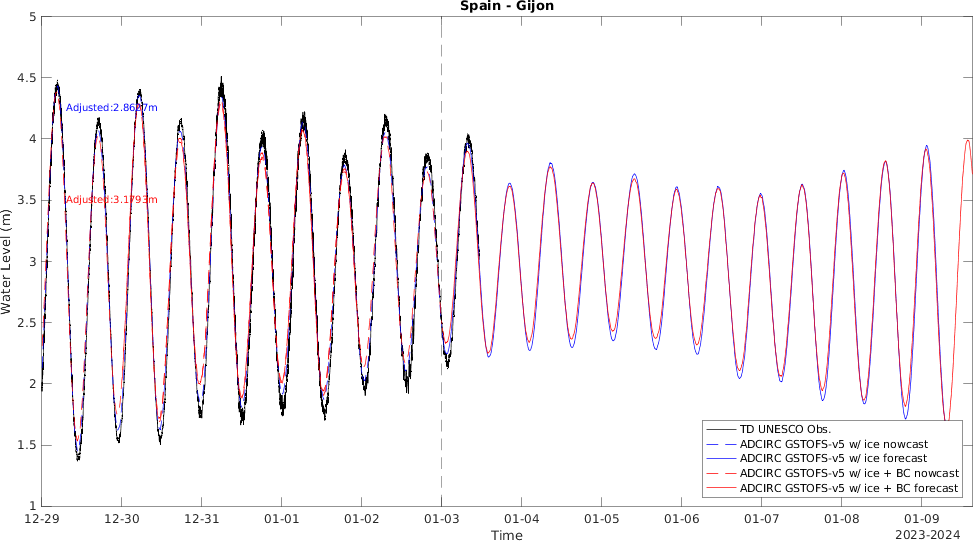 Spain - Gijon
5
4.5
4
3.5
3
2.5
2
1.5
1
Water Level (m)
Adjusted:2.8627m
Adjusted:3.1793m
TD UNESCO Obs.
ADCIRC GSTOFS-v5 w/ ice nowcast
ADCIRC GSTOFS-v5 w/ ice forecast
ADCIRC GSTOFS-v5 w/ ice + BC nowcast
ADCIRC GSTOFS-v5 w/ ice + BC forecast
12-29 12-30 12-31 01-01 01-02 01-03 01-04 01-05 01-06 01-07 01-08 01-09
Time
2023-2024